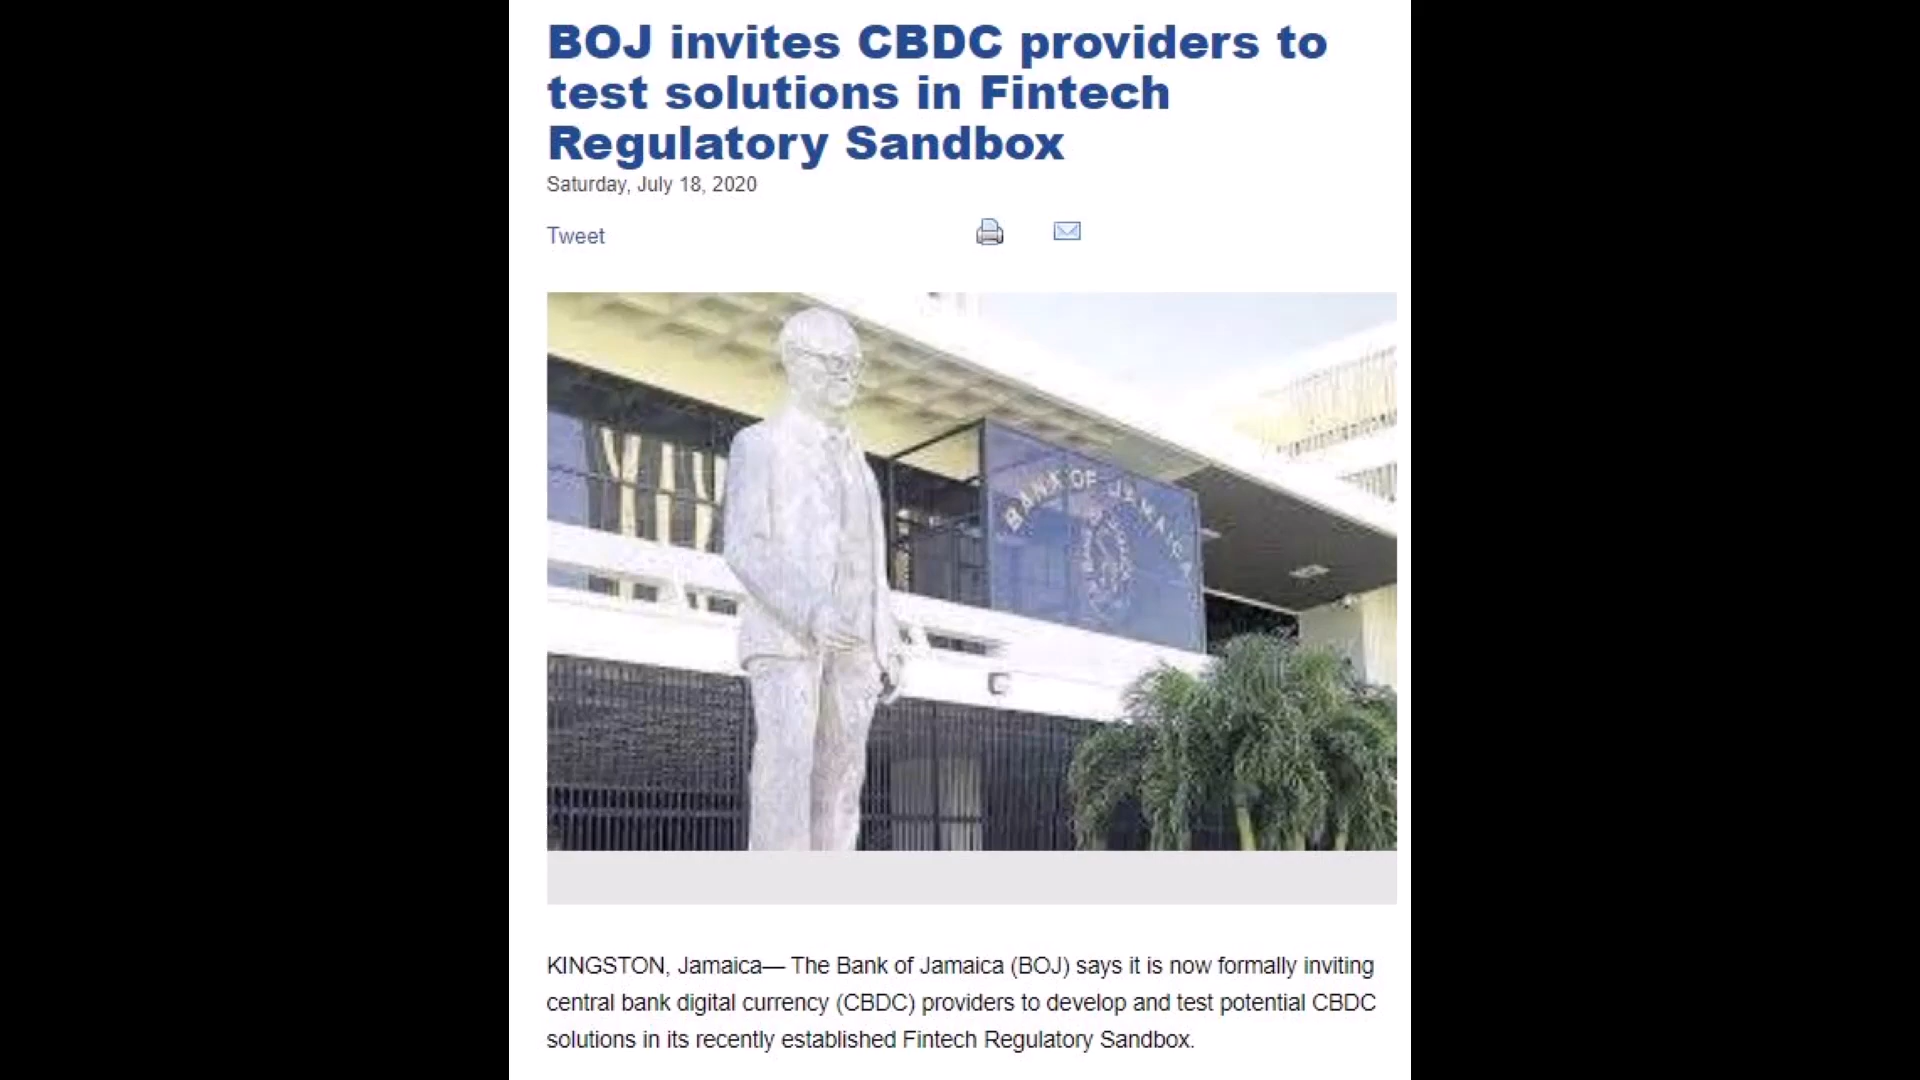 BOJ invites CBDC providers to
test solutions in Fintech
Regulatory Sandbox
Saturday, July 18, 2020
Tweet
BANK OF JAMAICA
KINGSTON, Jamaica— The Bank of Jamaica (BOJ) says it is now formally inviting
central bank digital currency (CBDC) providers to develop and test potential CBDC
solutions in its recently established Fintech Regulatory Sandbox.